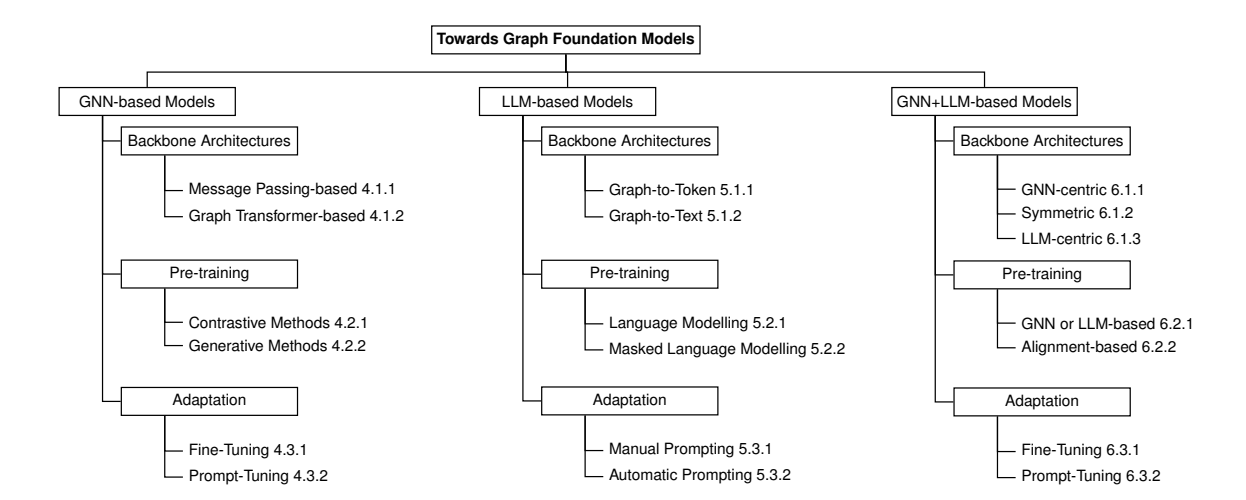 Towards Graph Foundation Models
GNN-based Models
Backbone Architectures
Message Passing-based 4.1.1
Graph Transformer-based 4.1.2
Pre-training
Contrastive Methods 4.2.1
Generative Methods 4.2.2
Adaptation
Fine-Tuning 4.3.1
Prompt-Tuning 4.3.2
LLM-based Models
Backbone Architectures
Graph-to-Token 5.1.1
Graph-to-Text 5.1.2
Pre-training
Language Modelling 5.2.1
Masked Language Modelling 5.2.2
Adaptation
Manual Prompting 5.3.1
Automatic Prompting 5.3.2
GNN+LLM-based Models
Backbone Architectures
GNN-centric 6.1.1
Symmetric 6.1.2
LLM-centric 6.1.3
Pre-training
GNN or LLM-based 6.2.1
Alignment-based 6.2.2
Adaptation
Fine-Tuning 6.3.1
Prompt-Tuning 6.3.2